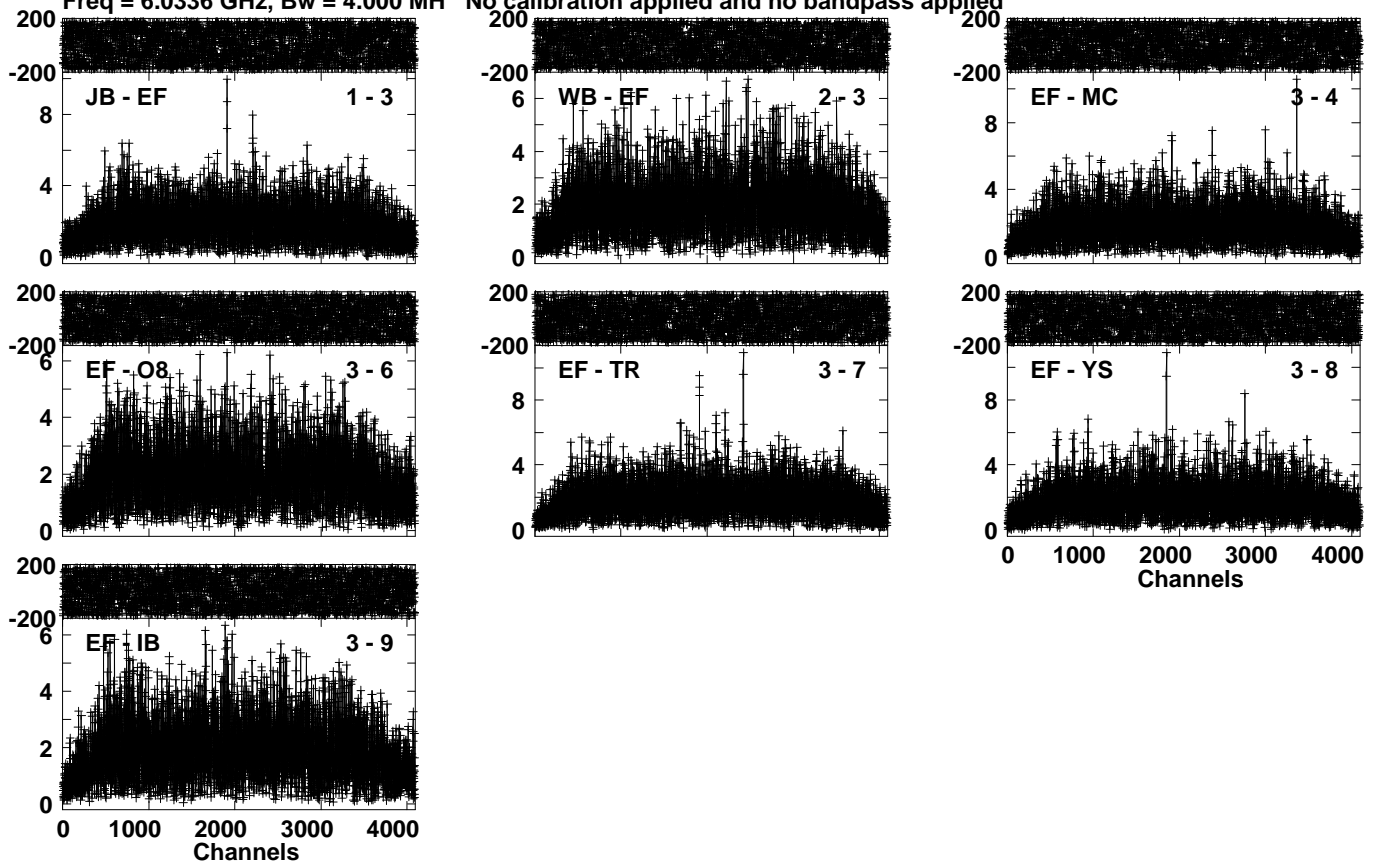 Freq = 6.0336 GHz, Bw = 4.000 MH No calibration applied and no bandpass applied
200 200 200
-200 -200 -200
JB - EF 1 - 3 WB - EF 2 - 3 EF - MC 3 - 4
8 6 8
4 4 4
2
0 0 0
200 200 200
-200 -200 -200
6 EF - O8 3 - 6 EF - TR 3 - 7 EF - YS 3 - 8
4 8 8
2 4 4
0 0 0
0 1000 2000 3000 4000
Channels
200
-200
6 EF - IB 3 - 9
4
2
0
0 1000 2000 3000 4000
Channels